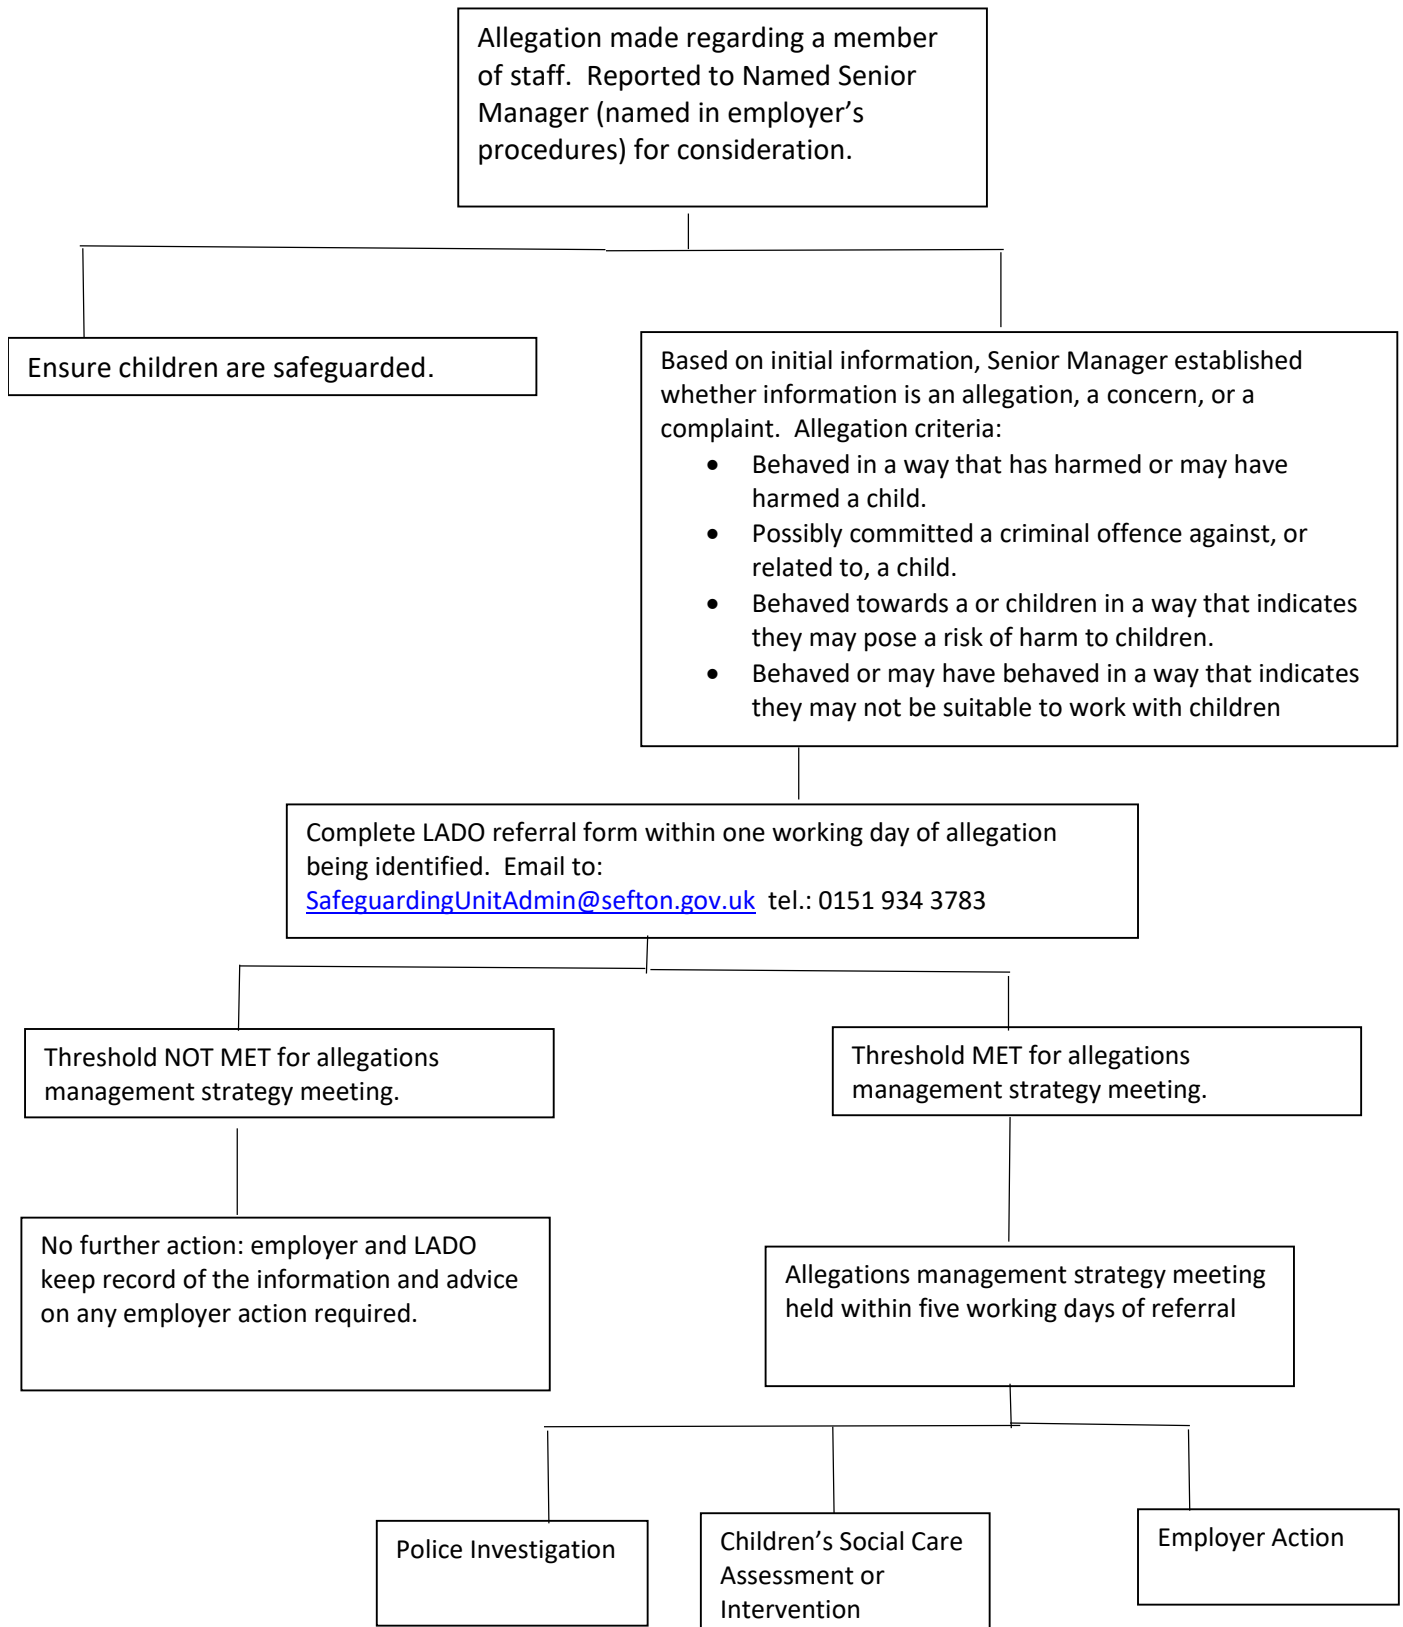 Allegation made regarding a member
of staff.  Reported to Named Senior
Manager (named in employer’s
procedures) for consideration.
Ensure children are safeguarded.
Based on initial information, Senior Manager established
whether information is an allegation, a concern, or a
complaint.  Allegation criteria:
• Behaved in a way that has harmed or may have
harmed a child.
• Possibly committed a criminal offence against, or
related to, a child.
• Behaved towards a or children in a way that indicates
they may pose a risk of harm to children.
• Behaved or may have behaved in a way that indicates
they may not be suitable to work with children
Complete LADO referral form within one working day of allegation
being identified.  Email to:
SafeguardingUnitAdmin@sefton.gov.uk  tel.: 0151 934 3783
Threshold NOT MET for allegations
management strategy meeting.
Threshold MET for allegations
management strategy meeting.
No further action: employer and LADO
keep record of the information and advice
on any employer action required.
Allegations management strategy meeting
held within five working days of referral
Police Investigation
Children’s Social Care
Assessment or
Intervention
Employer Action